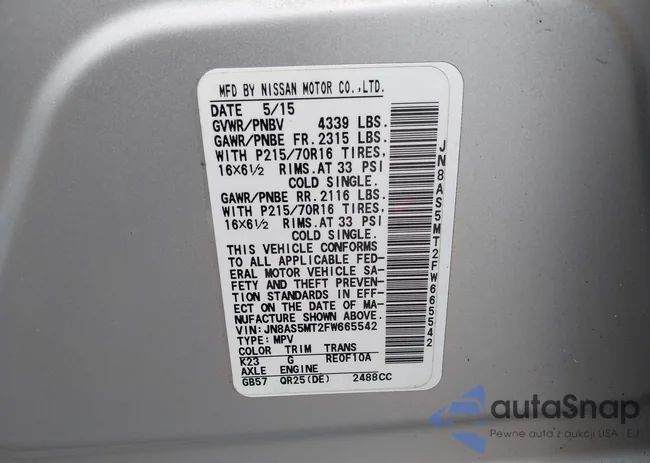 MFD BY NISSAN MOTOR CO.,LTD.
DATE 5/15
GVWR/PNBV 4339 LBS.
GAWR/PNBE FR. 2315 LBS.
WITH P215/70R16 TIRES,
16X6½ RIMS.AT 33 PSI
COLD SINGLE.
GAWR/PNBE RR. 2116 LBS.
WITH P215/70R16 TIRES,
16X6½ RIMS.AT 33 PSI
COLD SINGLE.
THIS VEHICLE CONFORMS
TO ALL APPLICABLE FED-
ERAL MOTOR VEHICLE SA-
FETY AND THEFT PREVEN-
TION STANDARDS IN EFF-
ECT ON THE DATE OF MA-
NUFACTURE SHOWN ABOVE.
VIN: JN8AS5MT2FW665542
TYPE: MPV
COLOR TRIM TRANS
K23 G RE0F10A
AXLE ENGINE
GB57 QR25(DE) 2488CC
JN8AS5MT2FW665542
autaSnap
Pewne auta z aukcji USA - EU